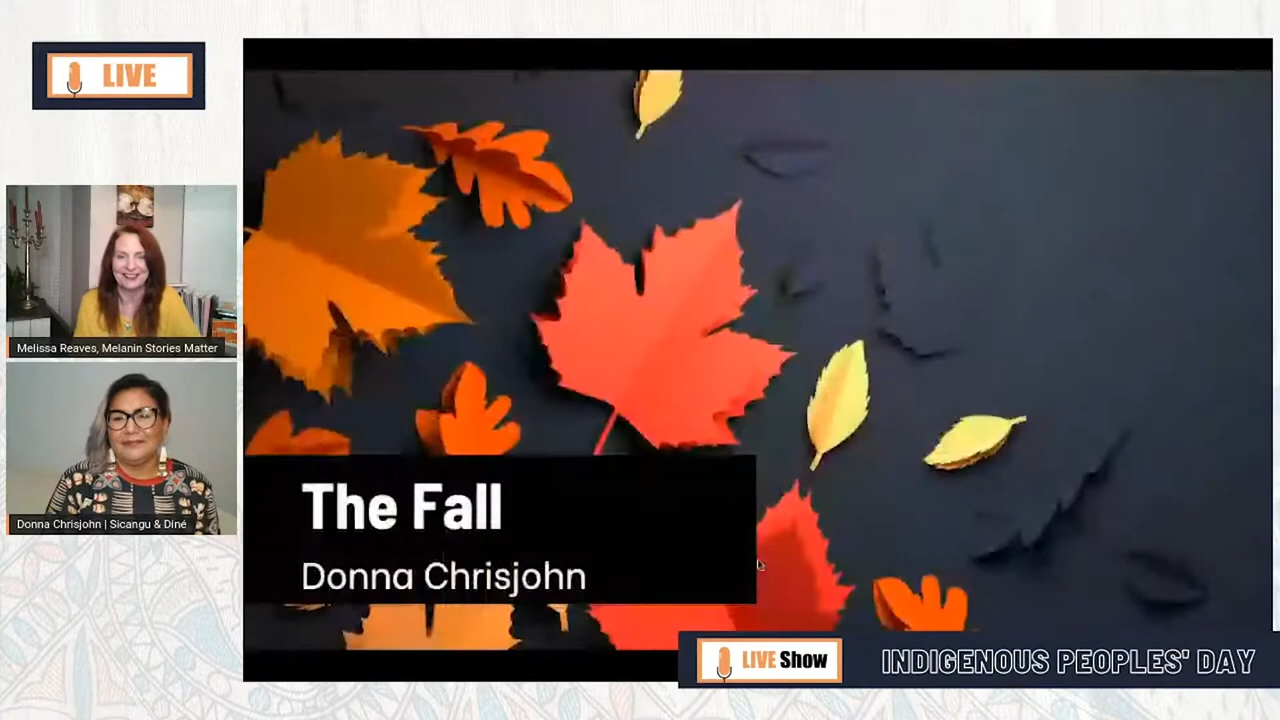 LIVE
Melissa Reaves, Melanin Stories Matter
Donna Chrisjohn | Sicangu & Diné
The Fall
Donna Chrisjohn
LIVE Show
INDIGENOUS PEOPLES' DAY